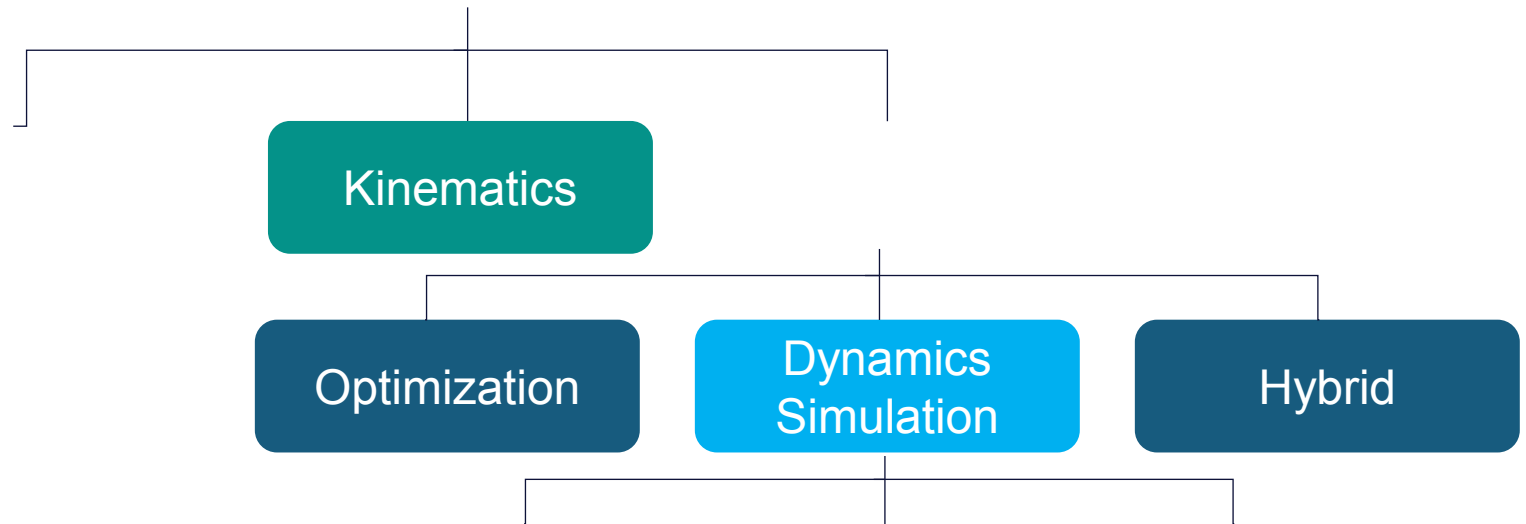 Kinematics
Optimization
Dynamics
Simulation
Hybrid